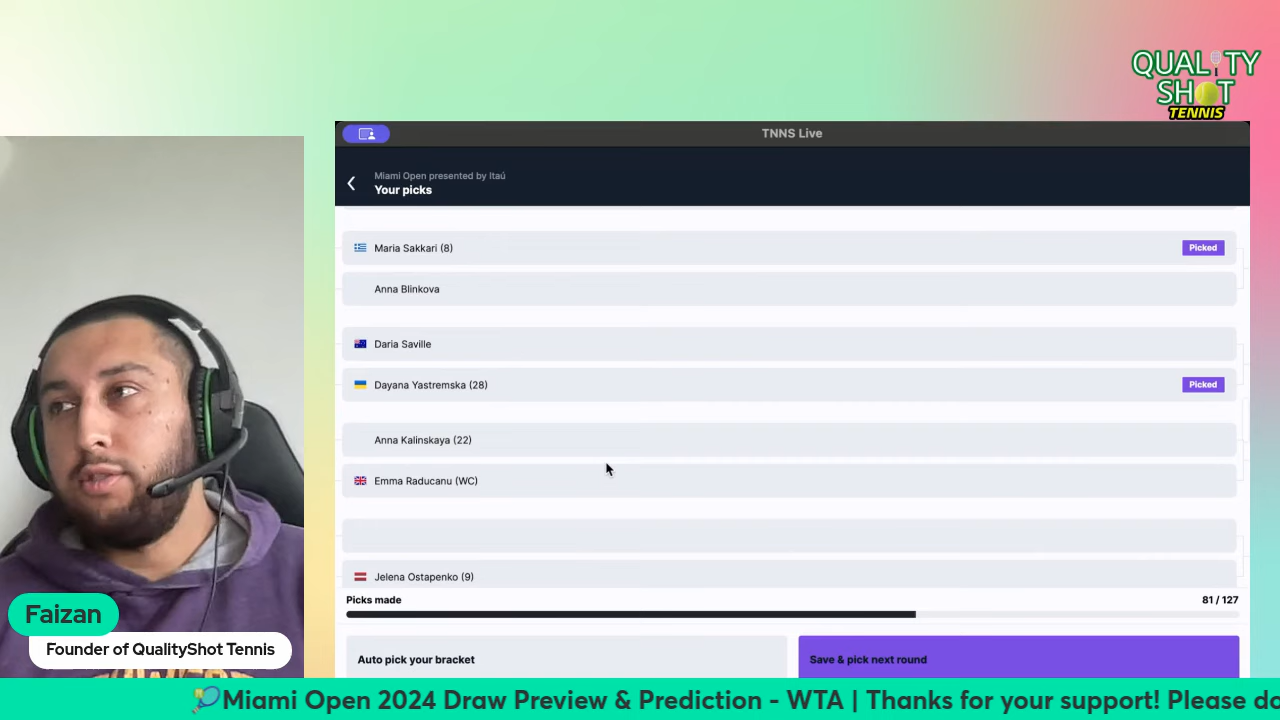 QUALITY
SHOT
TENNIS
TNNS Live
Miami Open presented by Itaú
Your picks
Maria Sakkari (8)
Picked
Anna Blinkova
Daria Saville
Dayana Yastremska (28)
Picked
Anna Kalinskaya (22)
Emma Raducanu (WC)
Jelena Ostapenko (9)
Picks made
81 / 127
Auto pick your bracket
Save & pick next round
Faizan
Founder of QualityShot Tennis
Miami Open 2024 Draw Preview & Prediction - WTA | Thanks for your support! Please do